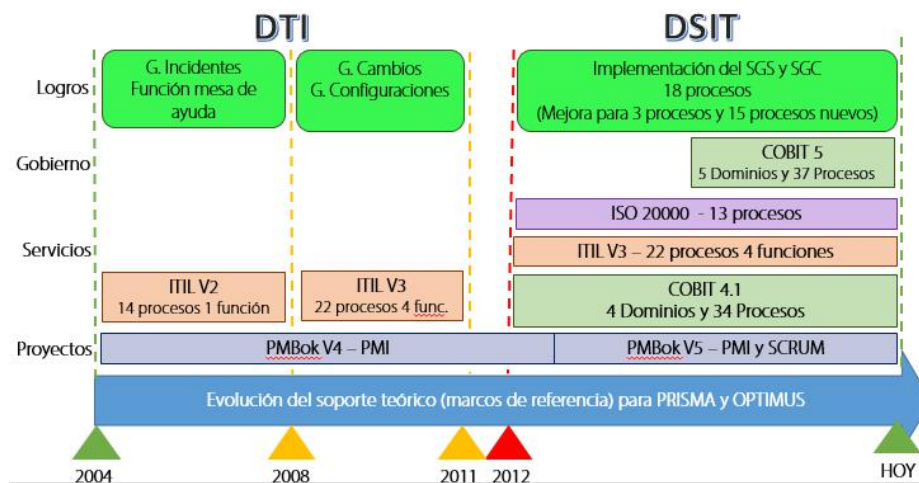 DTI
DSIT
Logros
G. Incidentes
Función mesa de
ayuda
G. Cambios
G. Configuraciones
Implementación del SGS y SGC
18 procesos
(Mejora para 3 procesos y 15 procesos nuevos)
Gobierno
COBIT 5
5 Dominios y 37 Procesos
Servicios
ISO 20000 - 13 procesos
ITIL V3 – 22 procesos 4 funciones
ITIL V2
14 procesos 1 función
ITIL V3
22 procesos 4 func.
COBIT 4.1
4 Dominios y 34 Procesos
Proyectos
PMBok V4 – PMI
PMBok V5 – PMI y SCRUM
Evolución del soporte teórico (marcos de referencia) para PRISMA y OPTIMUS
2004
2008
2011
2012
HOY